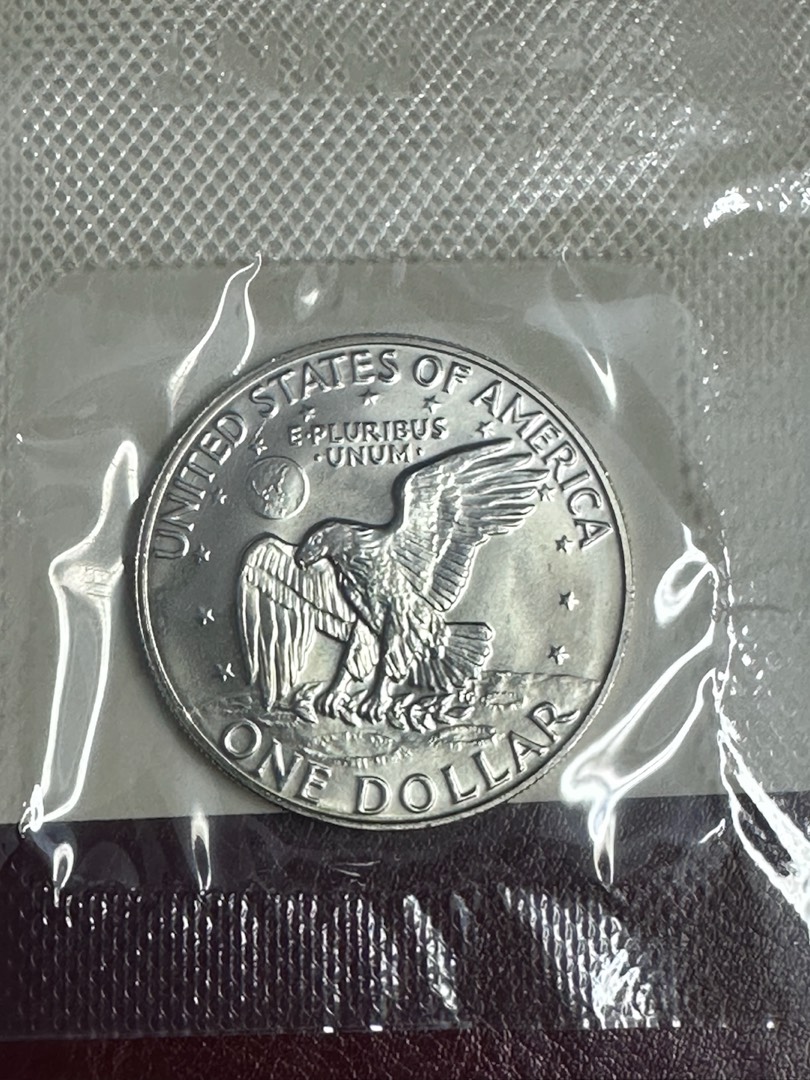 UNITED STATES OF AMERICA
E·PLURIBUS
·UNUM·
ONE DOLLAR